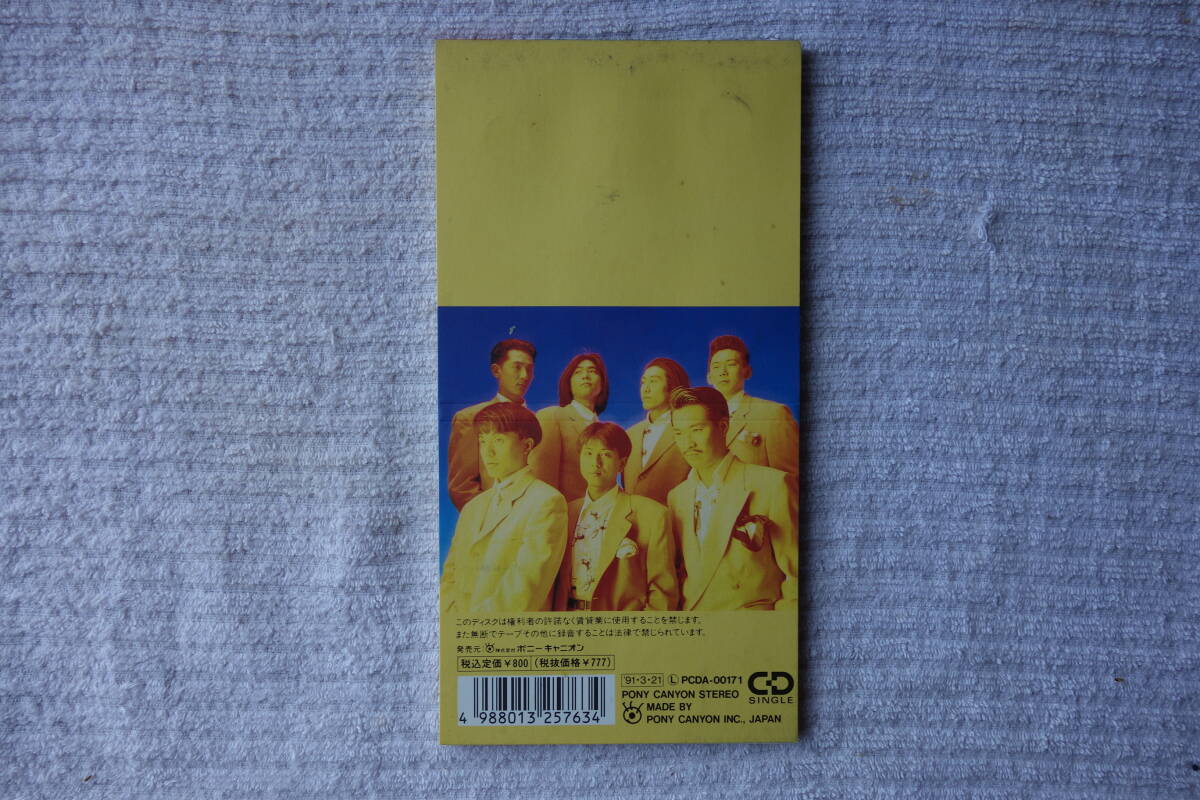 このディスクは権利者の許諾なく賃貸業に使用することを禁じます。
また無断でテープその他に録音することは法律で禁じられています。
発売元 株式会社 ポニーキャニオン
税込定価¥800 (税抜価格¥777)
4 988013 257634
'91・3・21 Ⓛ PCDA-00171
PONY CANYON STEREO
MADE BY
PONY CANYON INC., JAPAN
CD
SINGLE